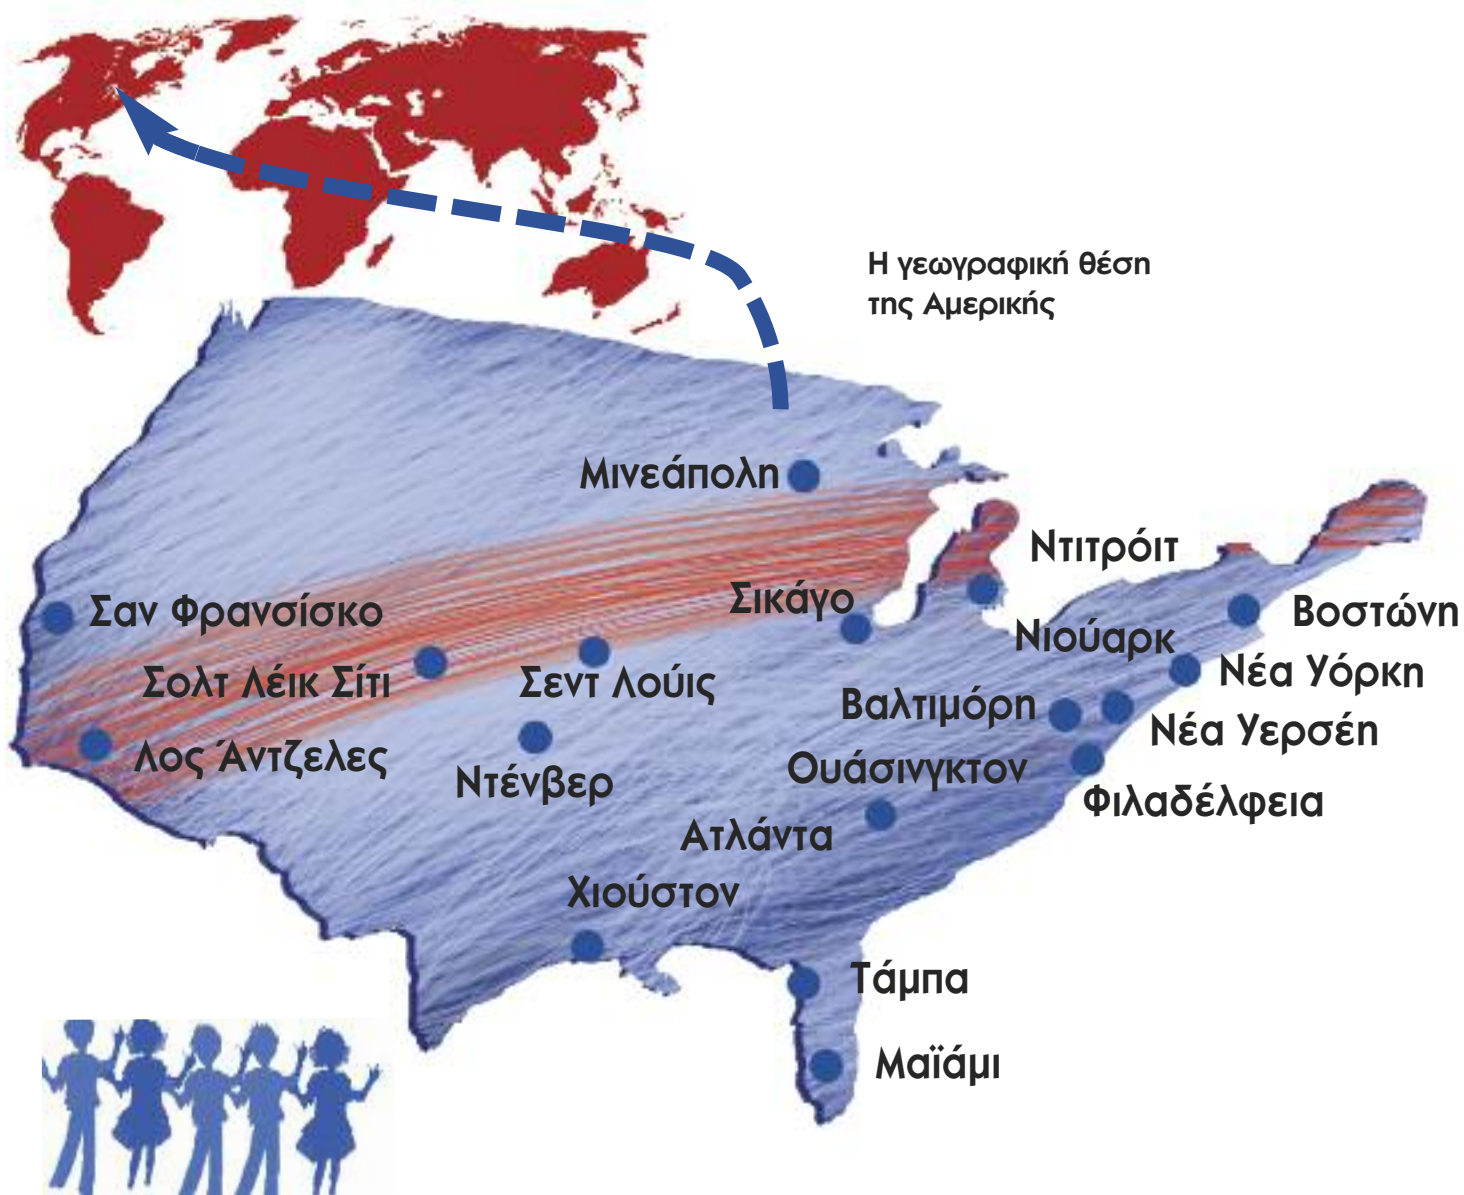 Η γεωγραφική θέση
της Αμερικής
Μινεάπολη
Ντιτρόιτ
Σικάγο
Σαν Φρανσίσκο
Βοστώνη
Νιούαρκ
Νέα Υόρκη
Σολτ Λέικ Σίτι
Σεντ Λούις
Βαλτιμόρη
Νέα Υερσέη
Λος Άντζελες
Ουάσινγκτον
Ντένβερ
Φιλαδέλφεια
Ατλάντα
Χιούστον
Τάμπα
Μαϊάμι